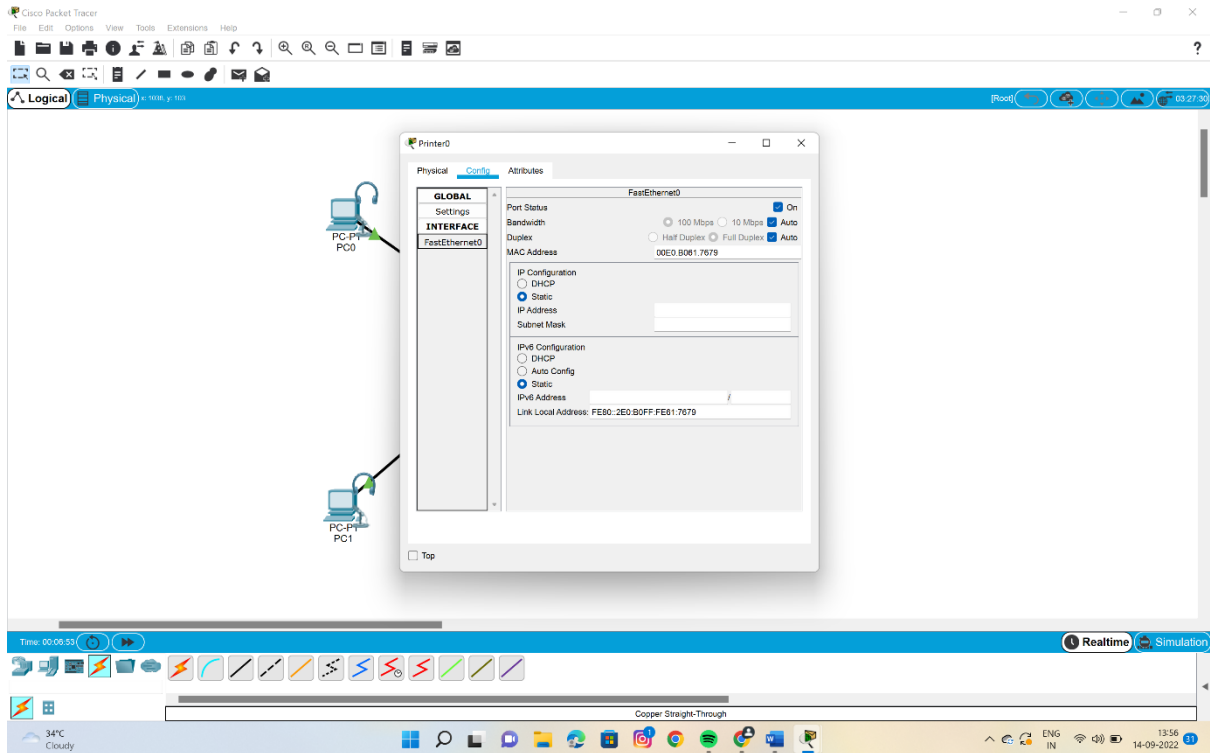 Cisco Packet Tracer
File Edit Options View Tools Extensions Help
?
Logical Physical x: 1038, y: 103 [Root] 03:27:30
Printer0
Physical Config Attributes
GLOBAL
Settings
INTERFACE
FastEthernet0
FastEthernet0
Port Status On
Bandwidth 100 Mbps 10 Mbps Auto
Duplex Half Duplex Full Duplex Auto
MAC Address 00E0.B061.7679
IP Configuration
DHCP
Static
IP Address
Subnet Mask
IPv6 Configuration
DHCP
Auto Config
Static
IPv6 Address /
Link Local Address: FE80::2E0:B0FF:FE61:7679
Top
PC-PT
PC0
PC-PT
PC1
Time: 00:06:53 Realtime Simulation
Copper Straight-Through
34°C
Cloudy
ENG
IN
13:56
14-09-2022
31